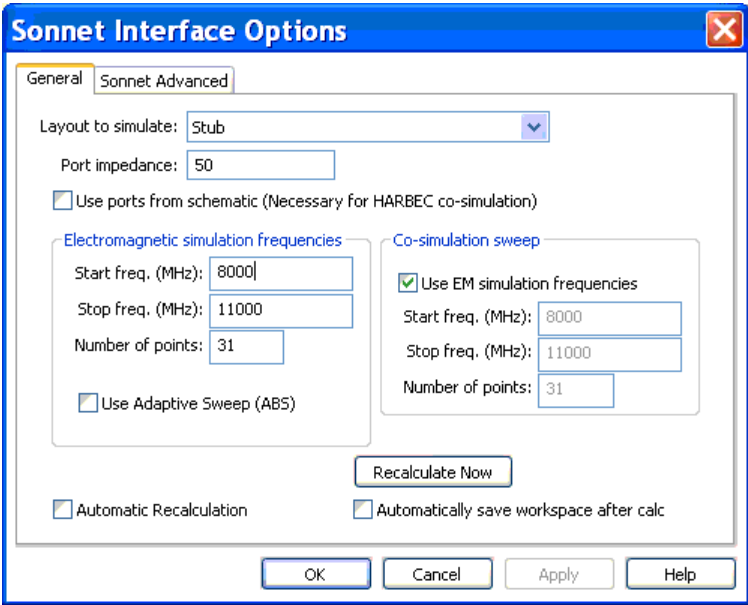 Sonnet Interface Options
General
Sonnet Advanced
Layout to simulate: Stub
Port impedance: 50
Use ports from schematic (Necessary for HARBEC co-simulation)
Electromagnetic simulation frequencies
Start freq. (MHz): 8000
Stop freq. (MHz): 11000
Number of points: 31
Use Adaptive Sweep (ABS)
Co-simulation sweep
Use EM simulation frequencies
Start freq. (MHz): 8000
Stop freq. (MHz): 11000
Number of points: 31
Recalculate Now
Automatic Recalculation
Automatically save workspace after calc
OK
Cancel
Apply
Help